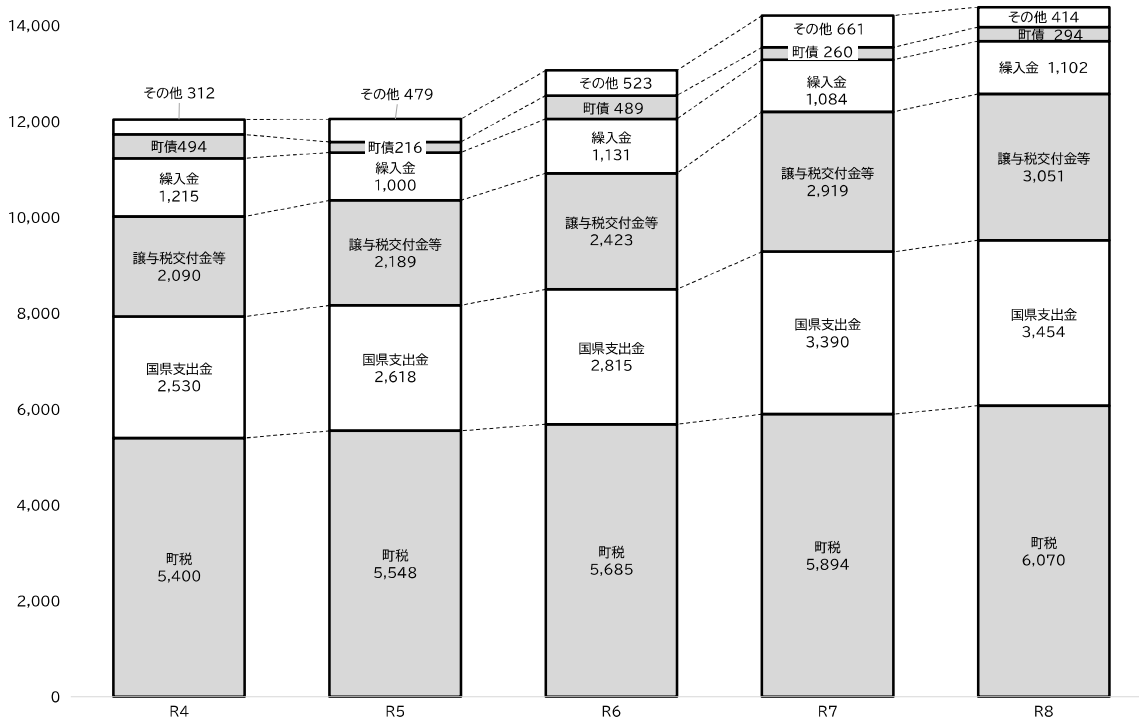 14,000
12,000
10,000
8,000
6,000
4,000
2,000
0
その他 312
町債494
繰入金
1,215
譲与税交付金等
2,090
国県支出金
2,530
町税
5,400
R4
その他 479
町債216
繰入金
1,000
譲与税交付金等
2,189
国県支出金
2,618
町税
5,548
R5
その他 523
町債 489
繰入金
1,131
譲与税交付金等
2,423
国県支出金
2,815
町税
5,685
R6
その他 661
町債 260
繰入金
1,084
譲与税交付金等
2,919
国県支出金
3,390
町税
5,894
R7
その他 414
町債 294
繰入金 1,102
譲与税交付金等
3,051
国県支出金
3,454
町税
6,070
R8